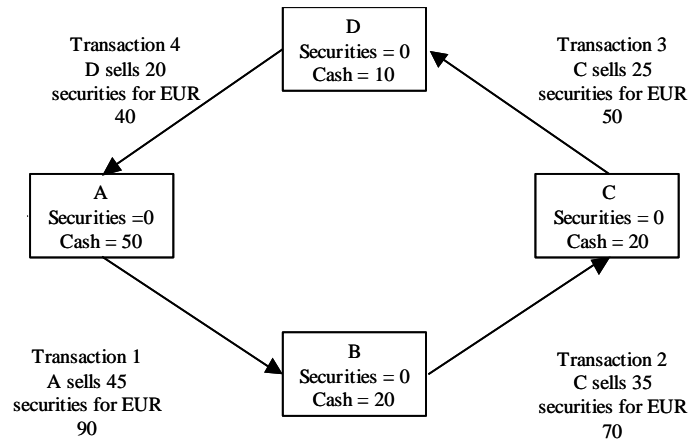 D
Securities = 0
Cash = 10
Transaction 4
D sells 20
securities for EUR
40
Transaction 3
C sells 25
securities for EUR
50
A
Securities =0
Cash = 50
C
Securities = 0
Cash = 20
B
Securities = 0
Cash = 20
Transaction 1
A sells 45
securities for EUR
90
Transaction 2
C sells 35
securities for EUR
70